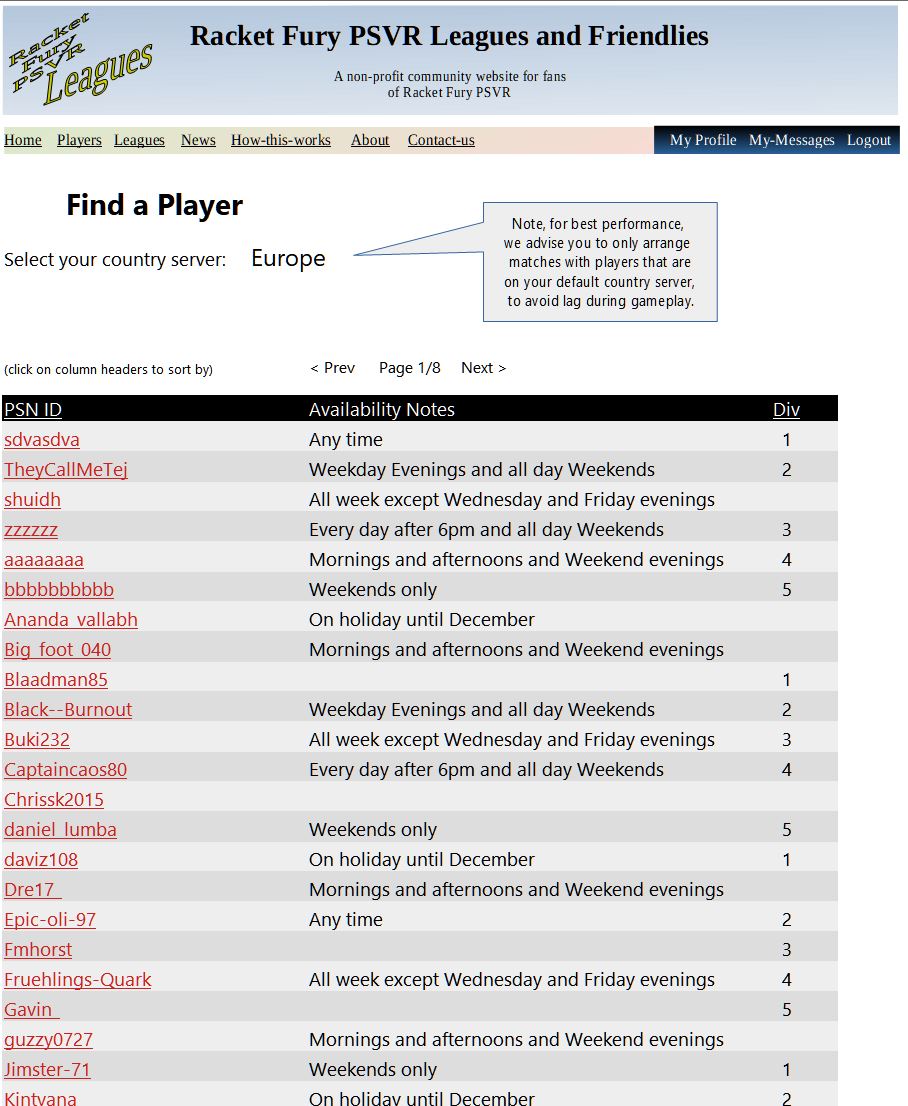 Racket
Fury
PSVR
Leagues
Racket Fury PSVR Leagues and Friendlies
A non-profit community website for fans
of Racket Fury PSVR
Home Players Leagues News How-this-works About Contact-us My Profile My-Messages Logout
Find a Player
Select your country server: Europe
Note, for best performance,
we advise you to only arrange
matches with players that are
on your default country server,
to avoid lag during gameplay.
(click on column headers to sort by) < Prev Page 1/8 Next >
PSN ID Availability Notes Div
sdvasdva Any time 1
TheyCallMeTej Weekday Evenings and all day Weekends 2
shuidh All week except Wednesday and Friday evenings
zzzzzz Every day after 6pm and all day Weekends 3
aaaaaaaa Mornings and afternoons and Weekend evenings 4
bbbbbbbbbb Weekends only 5
Ananda_vallabh On holiday until December
Big_foot_040 Mornings and afternoons and Weekend evenings
Blaadman85 1
Black--Burnout Weekday Evenings and all day Weekends 2
Buki232 All week except Wednesday and Friday evenings 3
Captaincaos80 Every day after 6pm and all day Weekends 4
Chrissk2015
daniel_lumba Weekends only 5
daviz108 On holiday until December 1
Dre17_ Mornings and afternoons and Weekend evenings
Epic-oli-97 Any time 2
Fmhorst 3
Fruehlings-Quark All week except Wednesday and Friday evenings 4
Gavin_ 5
guzzy0727 Mornings and afternoons and Weekend evenings
Jimster-71 Weekends only 1
Kintyana On holiday until December 2